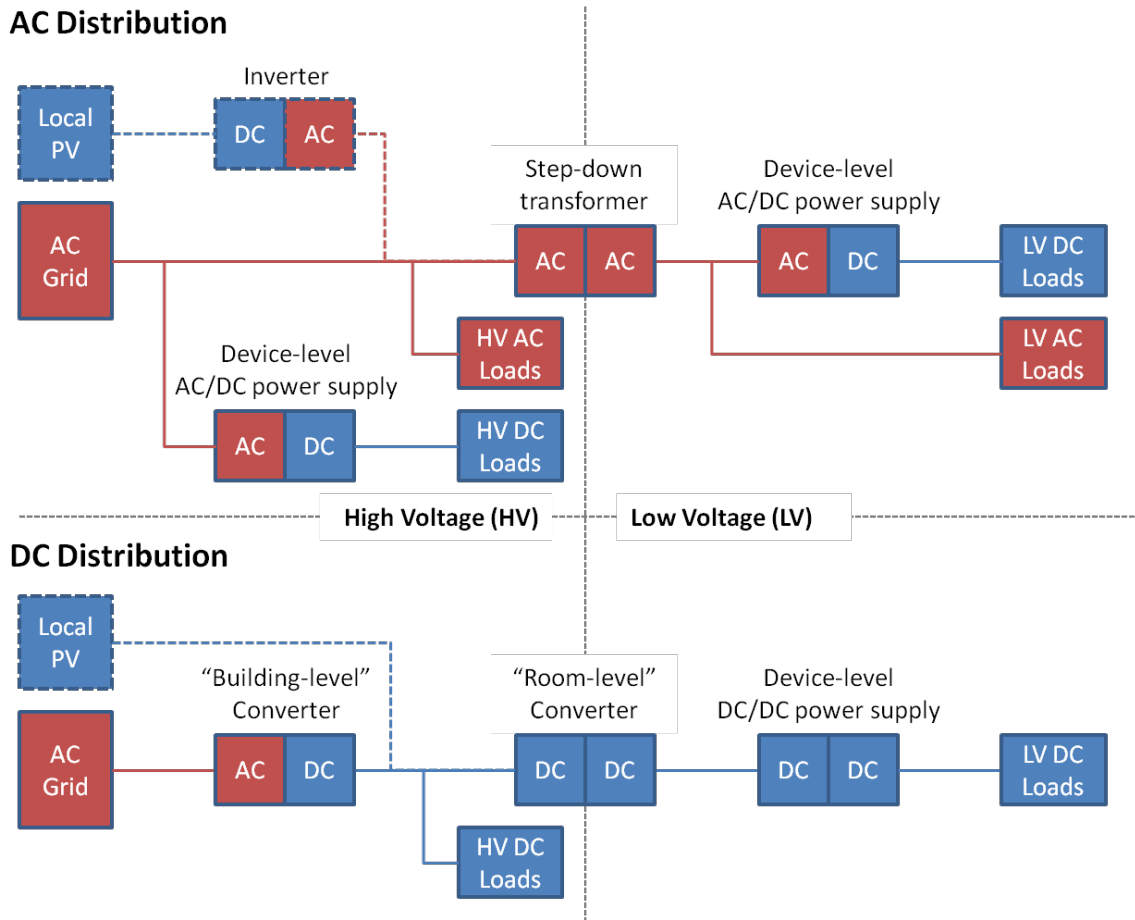 AC Distribution
Inverter
Local
PV
DC
AC
Step-down
transformer
Device-level
AC/DC power supply
AC
Grid
AC
AC
AC
DC
LV DC
Loads
HV AC
Loads
LV AC
Loads
Device-level
AC/DC power supply
AC
DC
HV DC
Loads
High Voltage (HV)
Low Voltage (LV)
DC Distribution
Local
PV
“Building-level”
Converter
“Room-level”
Converter
Device-level
DC/DC power supply
AC
Grid
AC
DC
DC
DC
DC
DC
LV DC
Loads
HV DC
Loads